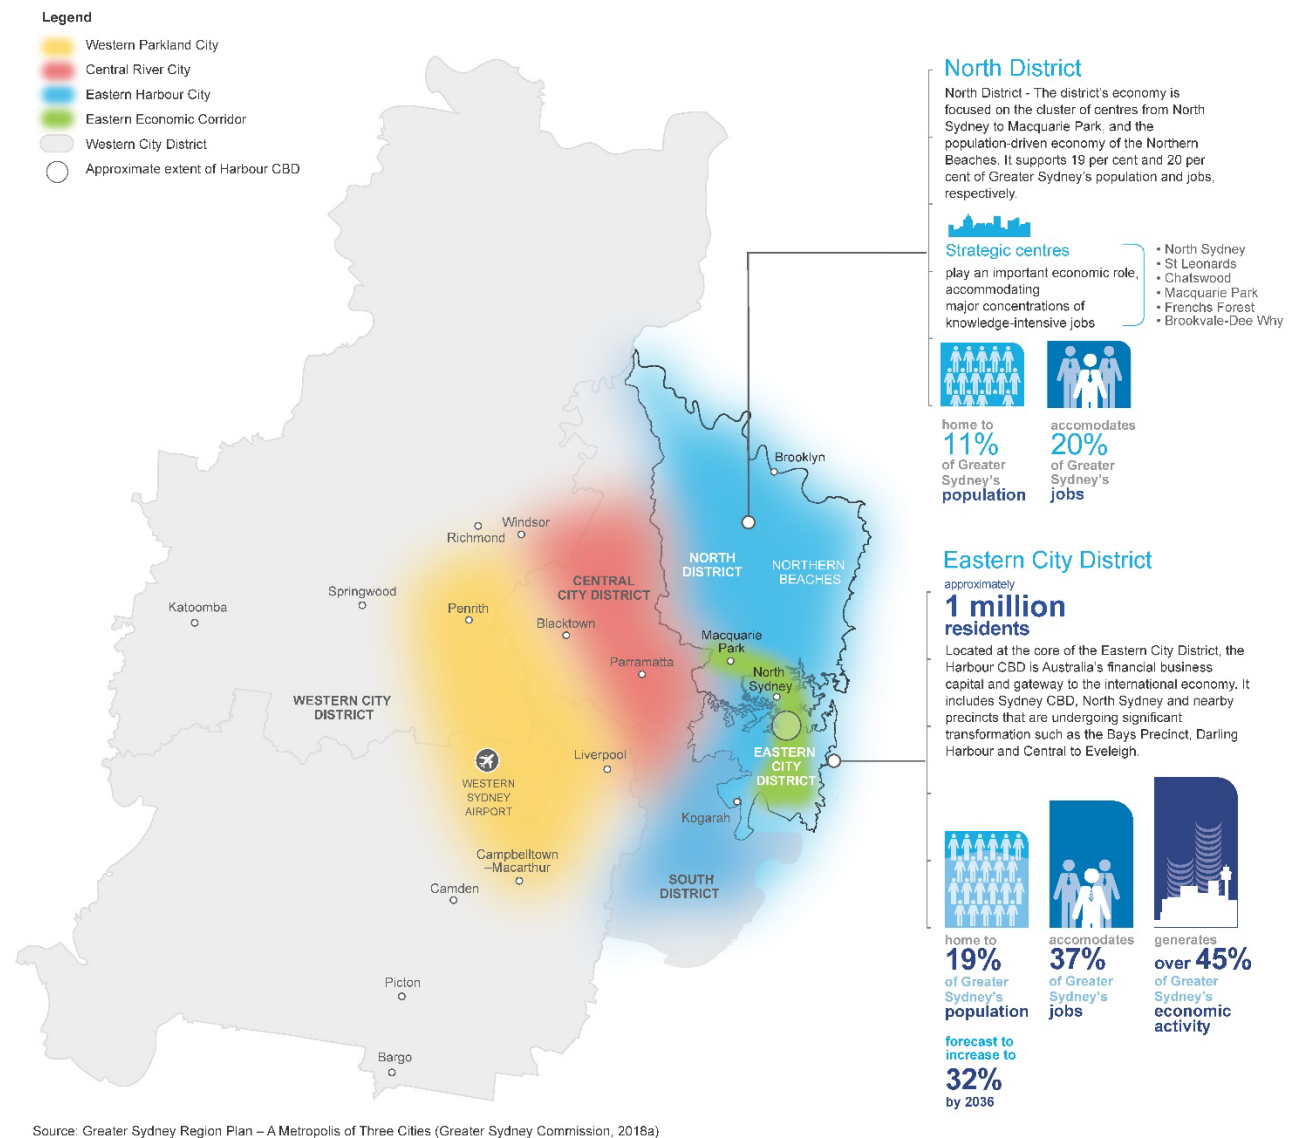 Legend
Western Parkland City
Central River City
Eastern Harbour City
Eastern Economic Corridor
Western City District
Approximate extent of Harbour CBD
Brooklyn
Windsor
Richmond
NORTH
DISTRICT
NORTHERN
BEACHES
CENTRAL
CITY DISTRICT
Springwood
Katoomba
Penrith
Blacktown
Macquarie
Park
Parramatta
North
Sydney
WESTERN CITY
DISTRICT
Liverpool
EASTERN
CITY
DISTRICT
WESTERN
SYDNEY
AIRPORT
Kogarah
Campbelltown
–Macarthur
SOUTH
DISTRICT
Camden
Picton
Bargo
North District
North District - The district's economy is
focused on the cluster of centres from North
Sydney to Macquarie Park, and the
population-driven economy of the Northern
Beaches. It supports 19 per cent and 20 per
cent of Greater Sydney's population and jobs,
respectively.
Strategic centres
play an important economic role,
accommodating
major concentrations of
knowledge-intensive jobs
• North Sydney
• St Leonards
• Chatswood
• Macquarie Park
• Frenchs Forest
• Brookvale-Dee Why
home to
11%
of Greater
Sydney's
population
accomodates
20%
of Greater
Sydney's
jobs
Eastern City District
approximately
1 million
residents
Located at the core of the Eastern City District, the
Harbour CBD is Australia's financial business
capital and gateway to the international economy. It
includes Sydney CBD, North Sydney and nearby
precincts that are undergoing significant
transformation such as the Bays Precinct, Darling
Harbour and Central to Eveleigh.
home to
19%
of Greater
Sydney's
population
forecast to
increase to
32%
by 2036
accomodates
37%
of Greater
Sydney's
jobs
generates
over 45%
of Greater
Sydney's
economic
activity
Source: Greater Sydney Region Plan – A Metropolis of Three Cities (Greater Sydney Commission, 2018a)